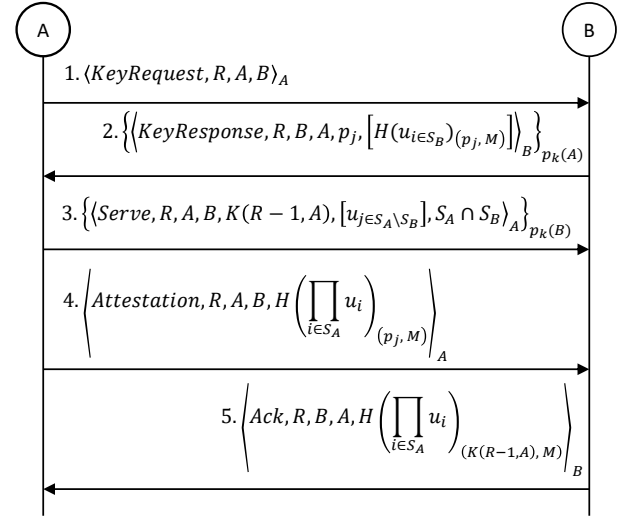 A B
1. ⟨KeyRequest, R, A, B⟩_A
2. {⟨KeyResponse, R, B, A, p_j, [H(u_{i∈S_B})_{(p_j, M)}]⟩_B}_{p_k(A)}
3. {⟨Serve, R, A, B, K(R − 1, A), [u_{j∈S_A\S_B}], S_A ∩ S_B⟩_A}_{p_k(B)}
4. ⟨Attestation, R, A, B, H(∏_{i∈S_A} u_i)_{(p_j, M)}⟩_A
5. ⟨Ack, R, B, A, H(∏_{i∈S_A} u_i)_{(K(R−1,A), M)}⟩_B